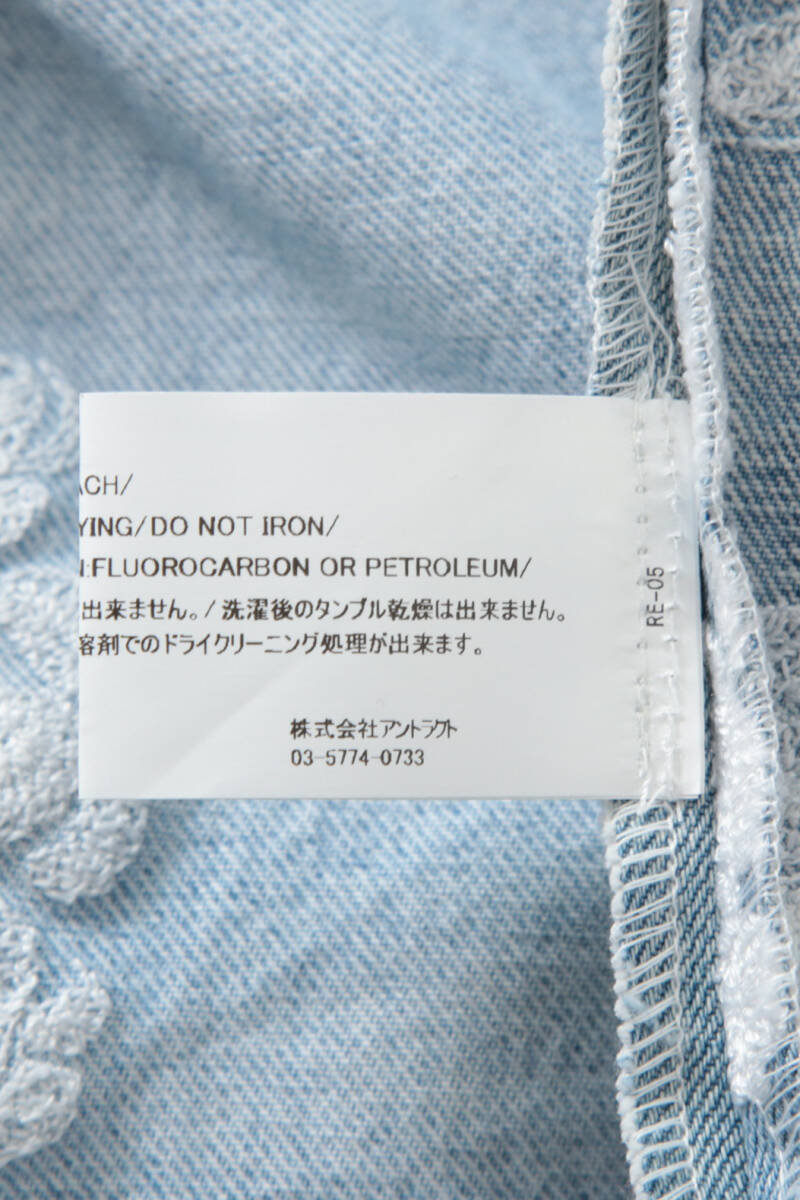 ACH/
YING/DO NOT IRON/
N:FLUOROCARBON OR PETROLEUM/
出来ません。/ 洗濯後のタンブル乾燥は出来ません。
溶剤でのドライクリーニング処理が出来ます。
株式会社アントラクト
03-5774-0733
RE-05